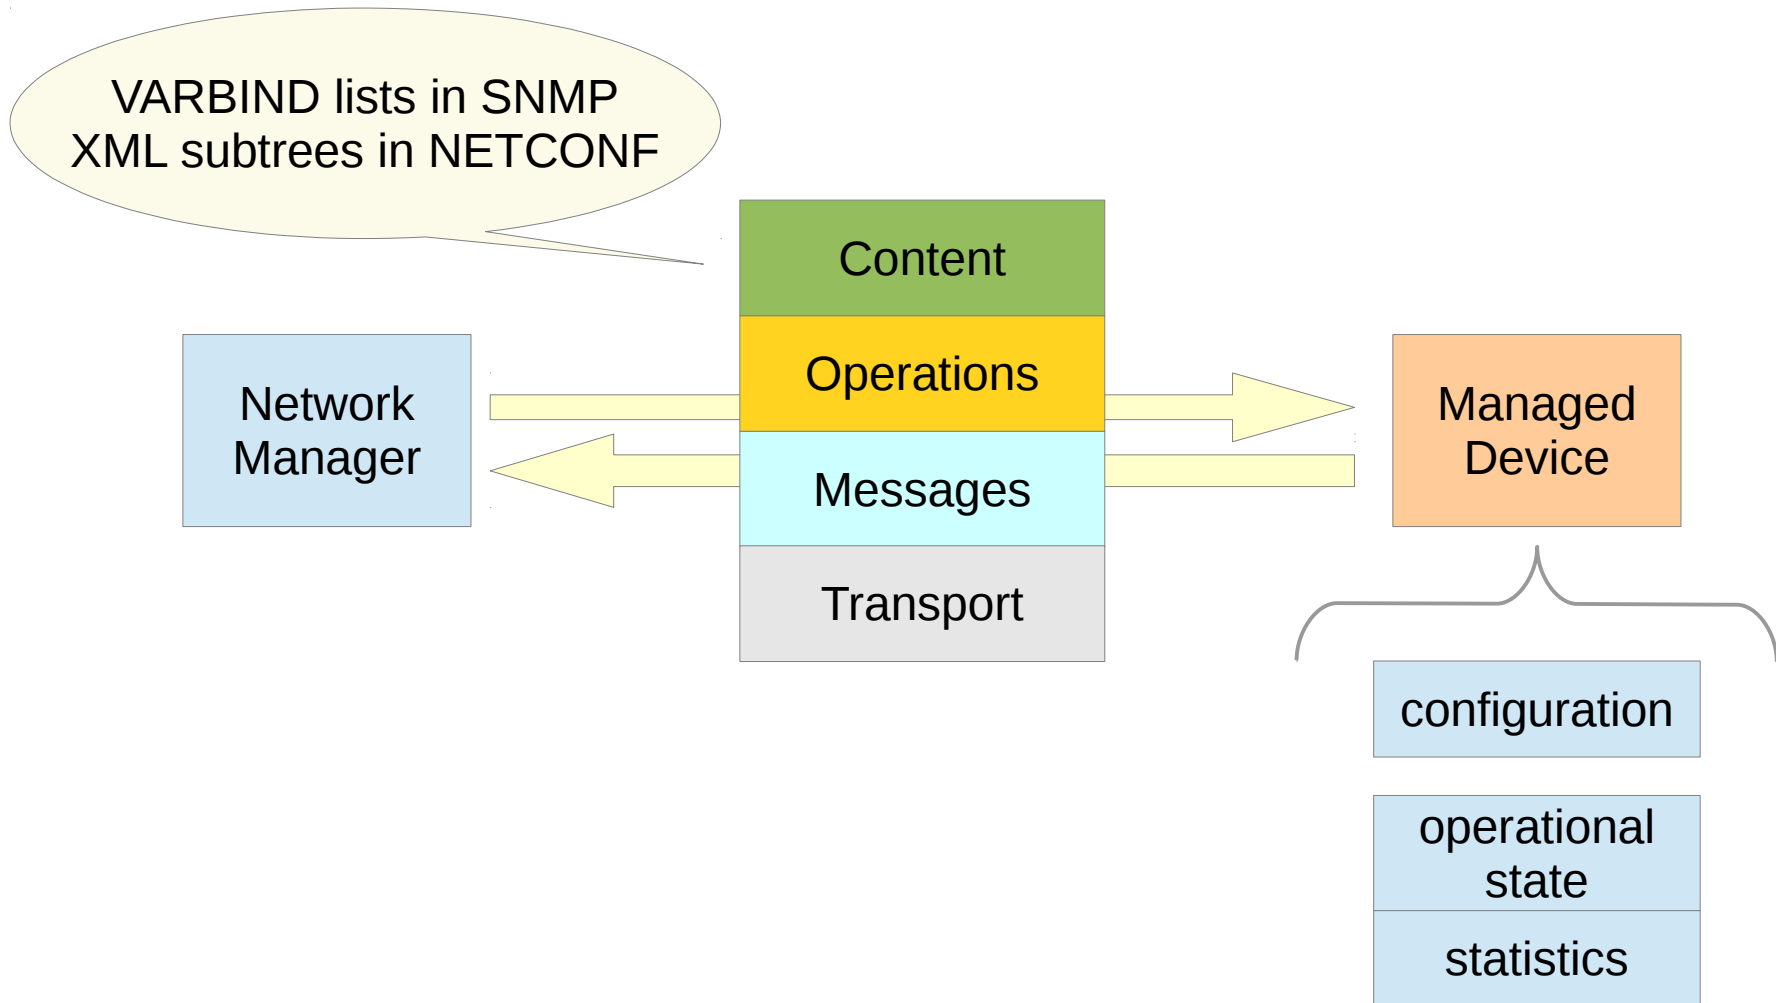 VARBIND lists in SNMP
XML subtrees in NETCONF
Content
Operations
Messages
Transport
Network
Manager
Managed
Device
configuration
operational
state
statistics